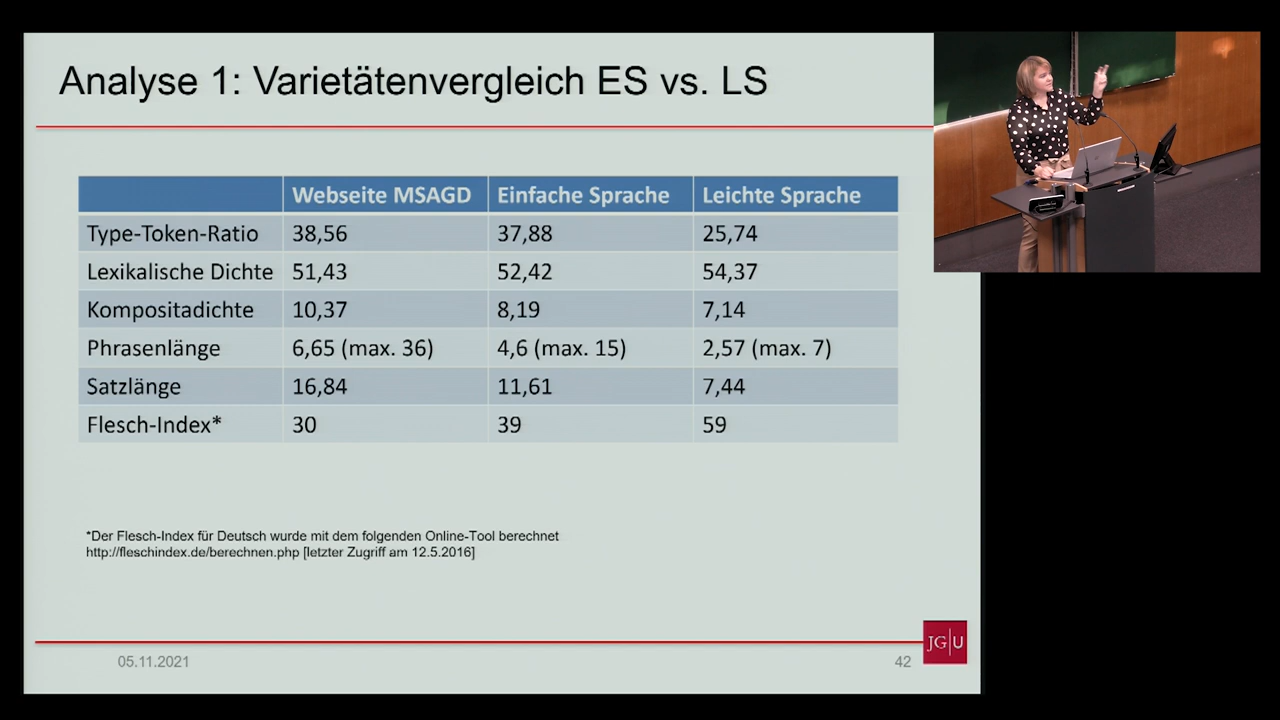 Analyse 1: Varietätenvergleich ES vs. LS
Webseite MSAGD Einfache Sprache Leichte Sprache
Type-Token-Ratio 38,56 37,88 25,74
Lexikalische Dichte 51,43 52,42 54,37
Kompositadichte 10,37 8,19 7,14
Phrasenlänge 6,65 (max. 36) 4,6 (max. 15) 2,57 (max. 7)
Satzlänge 16,84 11,61 7,44
Flesch-Index* 30 39 59
*Der Flesch-Index für Deutsch wurde mit dem folgenden Online-Tool berechnet
http://fleschindex.de/berechnen.php [letzter Zugriff am 12.5.2016]
05.11.2021 42
JG|U